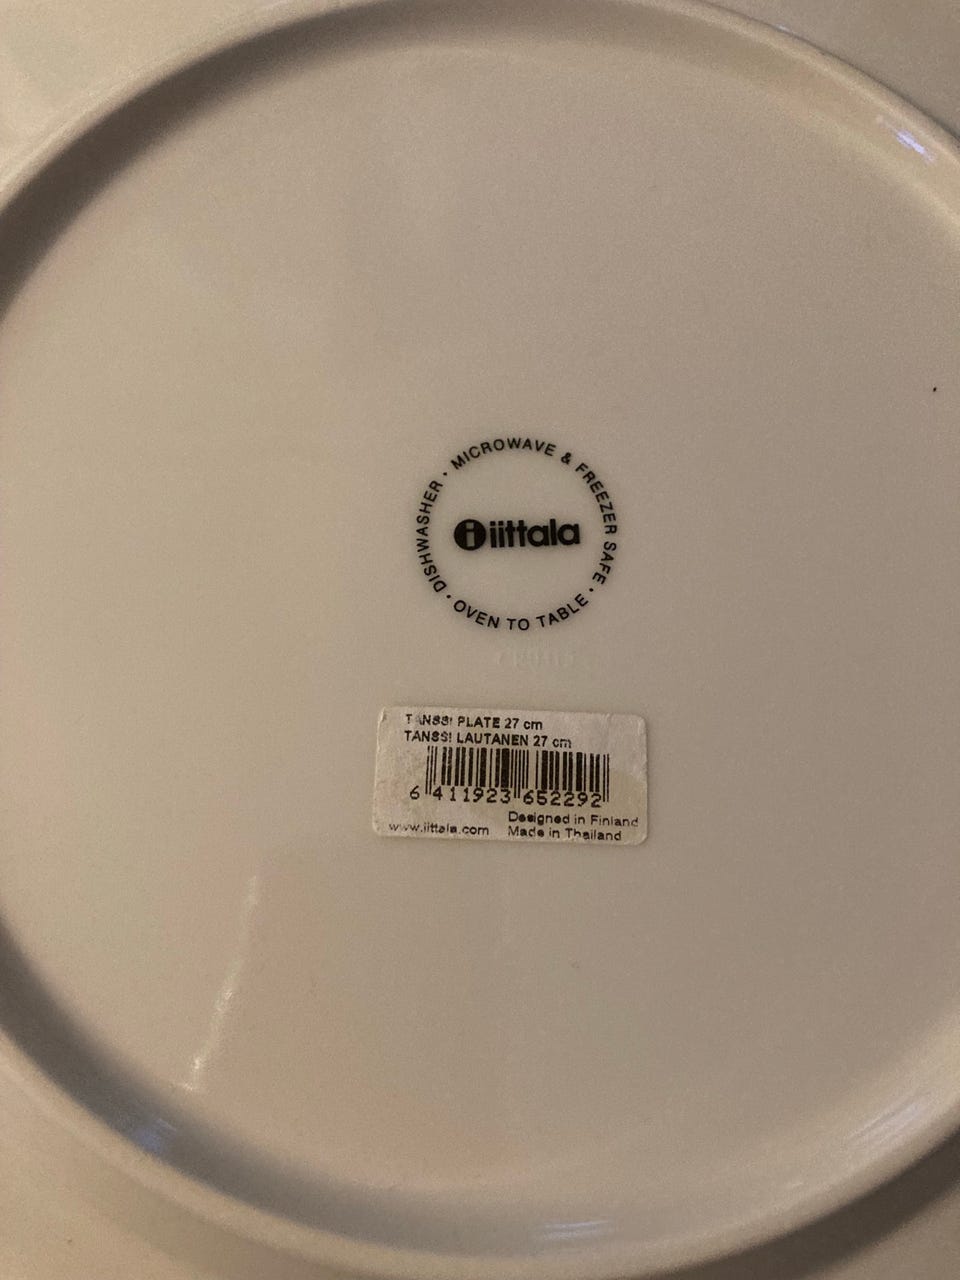 DISHWASHER · MICROWAVE & FREEZER SAFE · OVEN TO TABLE ·
iittala
TANSSI PLATE 27 cm
TANSSI LAUTANEN 27 cm
6 411923 652292
Designed in Finland
www.iittala.com Made in Thailand